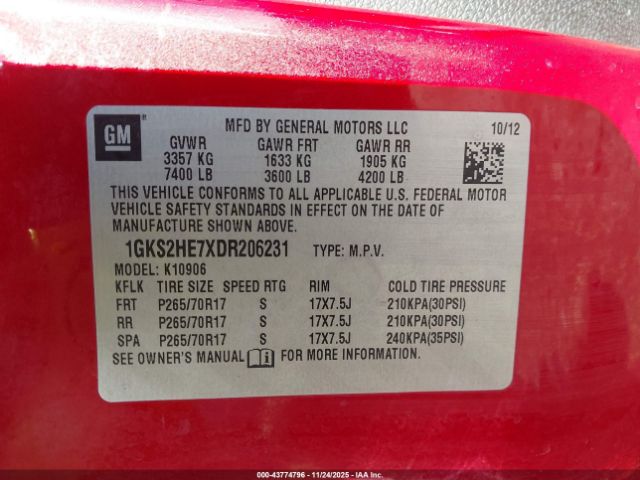 GM
MFD BY GENERAL MOTORS LLC 10/12
GVWR GAWR FRT GAWR RR
3357 KG 1633 KG 1905 KG
7400 LB 3600 LB 4200 LB
THIS VEHICLE CONFORMS TO ALL APPLICABLE U.S. FEDERAL MOTOR
VEHICLE SAFETY STANDARDS IN EFFECT ON THE DATE OF
MANUFACTURE SHOWN ABOVE.
1GKS2HE7XDR206231 TYPE: M.P.V.
MODEL: K10906
KFLK TIRE SIZE SPEED RTG RIM COLD TIRE PRESSURE
FRT P265/70R17 S 17X7.5J 210KPA(30PSI)
RR P265/70R17 S 17X7.5J 210KPA(30PSI)
SPA P265/70R17 S 17X7.5J 240KPA(35PSI)
SEE OWNER'S MANUAL FOR MORE INFORMATION.
000-43774796 - 11/24/2025 - IAA Inc.